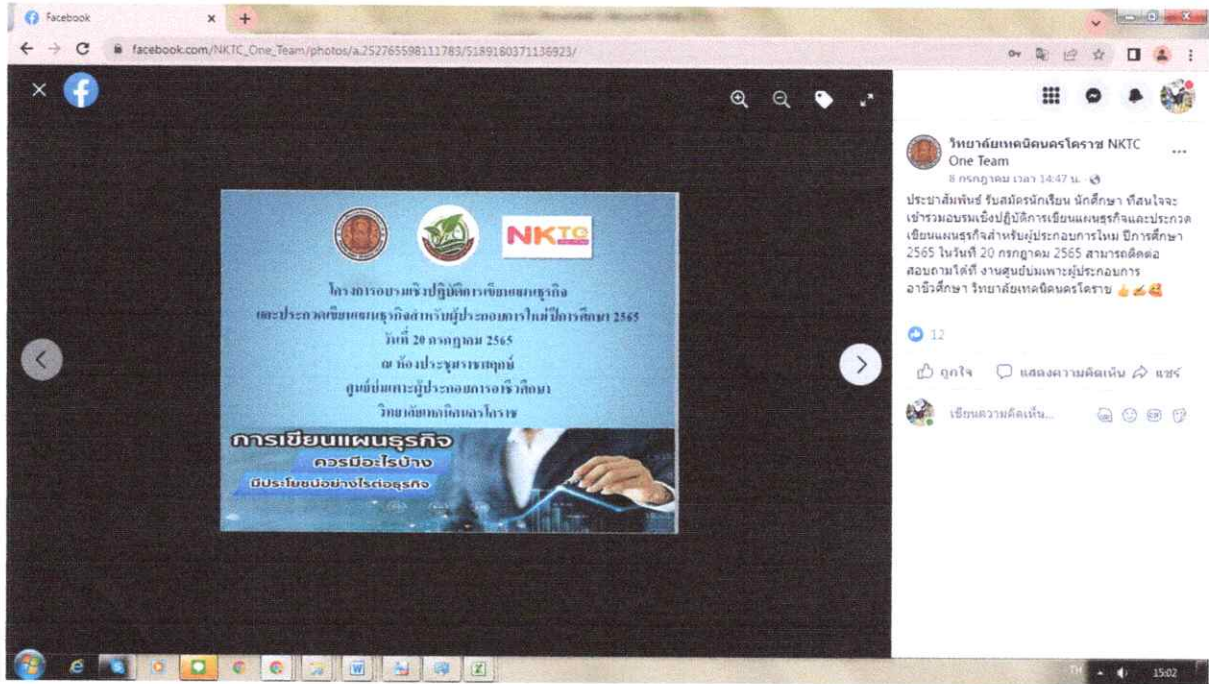 Facebook
facebook.com/NKTC_One_Team/photos/a.252765598111783/5189160371136923/
วิทยาลัยเทคนิคนครโคราช NKTC
One Team
8 กรกฎาคม เวลา 14:47 น.
ประชาสัมพันธ์ รับสมัครนักเรียน นักศึกษา ที่สนใจจะ
เข้าร่วมอบรมเชิงปฏิบัติการเขียนแผนธุรกิจและประกวด
เขียนแผนธุรกิจสำหรับผู้ประกอบการใหม่ ปีการศึกษา
2565 ในวันที่ 20 กรกฎาคม 2565 สามารถติดต่อ
สอบถามได้ที่ งานศูนย์บ่มเพาะผู้ประกอบการ
อาชีวศึกษา วิทยาลัยเทคนิคนครโคราช 👍✍️🥰
12
ถูกใจ แสดงความคิดเห็น แชร์
เขียนความคิดเห็น...
NKTC
โครงการอบรมเชิงปฏิบัติการเขียนแผนธุรกิจ
และประกวดเขียนแผนธุรกิจสำหรับผู้ประกอบการใหม่ ปีการศึกษา 2565
วันที่ 20 กรกฎาคม 2565
ณ ห้องประชุมราชพฤกษ์
ศูนย์บ่มเพาะผู้ประกอบการอาชีวศึกษา
วิทยาลัยเทคนิคนครโคราช
การเขียนแผนธุรกิจ
ควรมีอะไรบ้าง
มีประโยชน์อย่างไรต่อธุรกิจ
TH
15:02